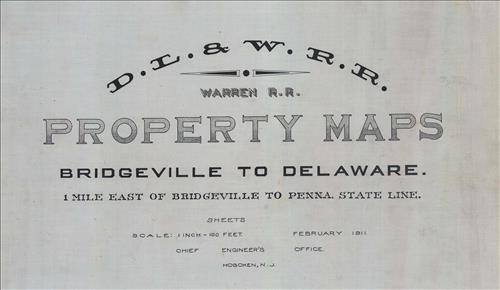 D.L. & W. R.R.
WARREN R.R.
PROPERTY MAPS
BRIDGEVILLE TO DELAWARE.
1 MILE EAST OF BRIDGEVILLE TO PENNA. STATE LINE.
SHEETS
SCALE: 1 INCH - 100 FEET. FEBRUARY 1911.
CHIEF ENGINEER'S OFFICE.
HOBOKEN, N.J.